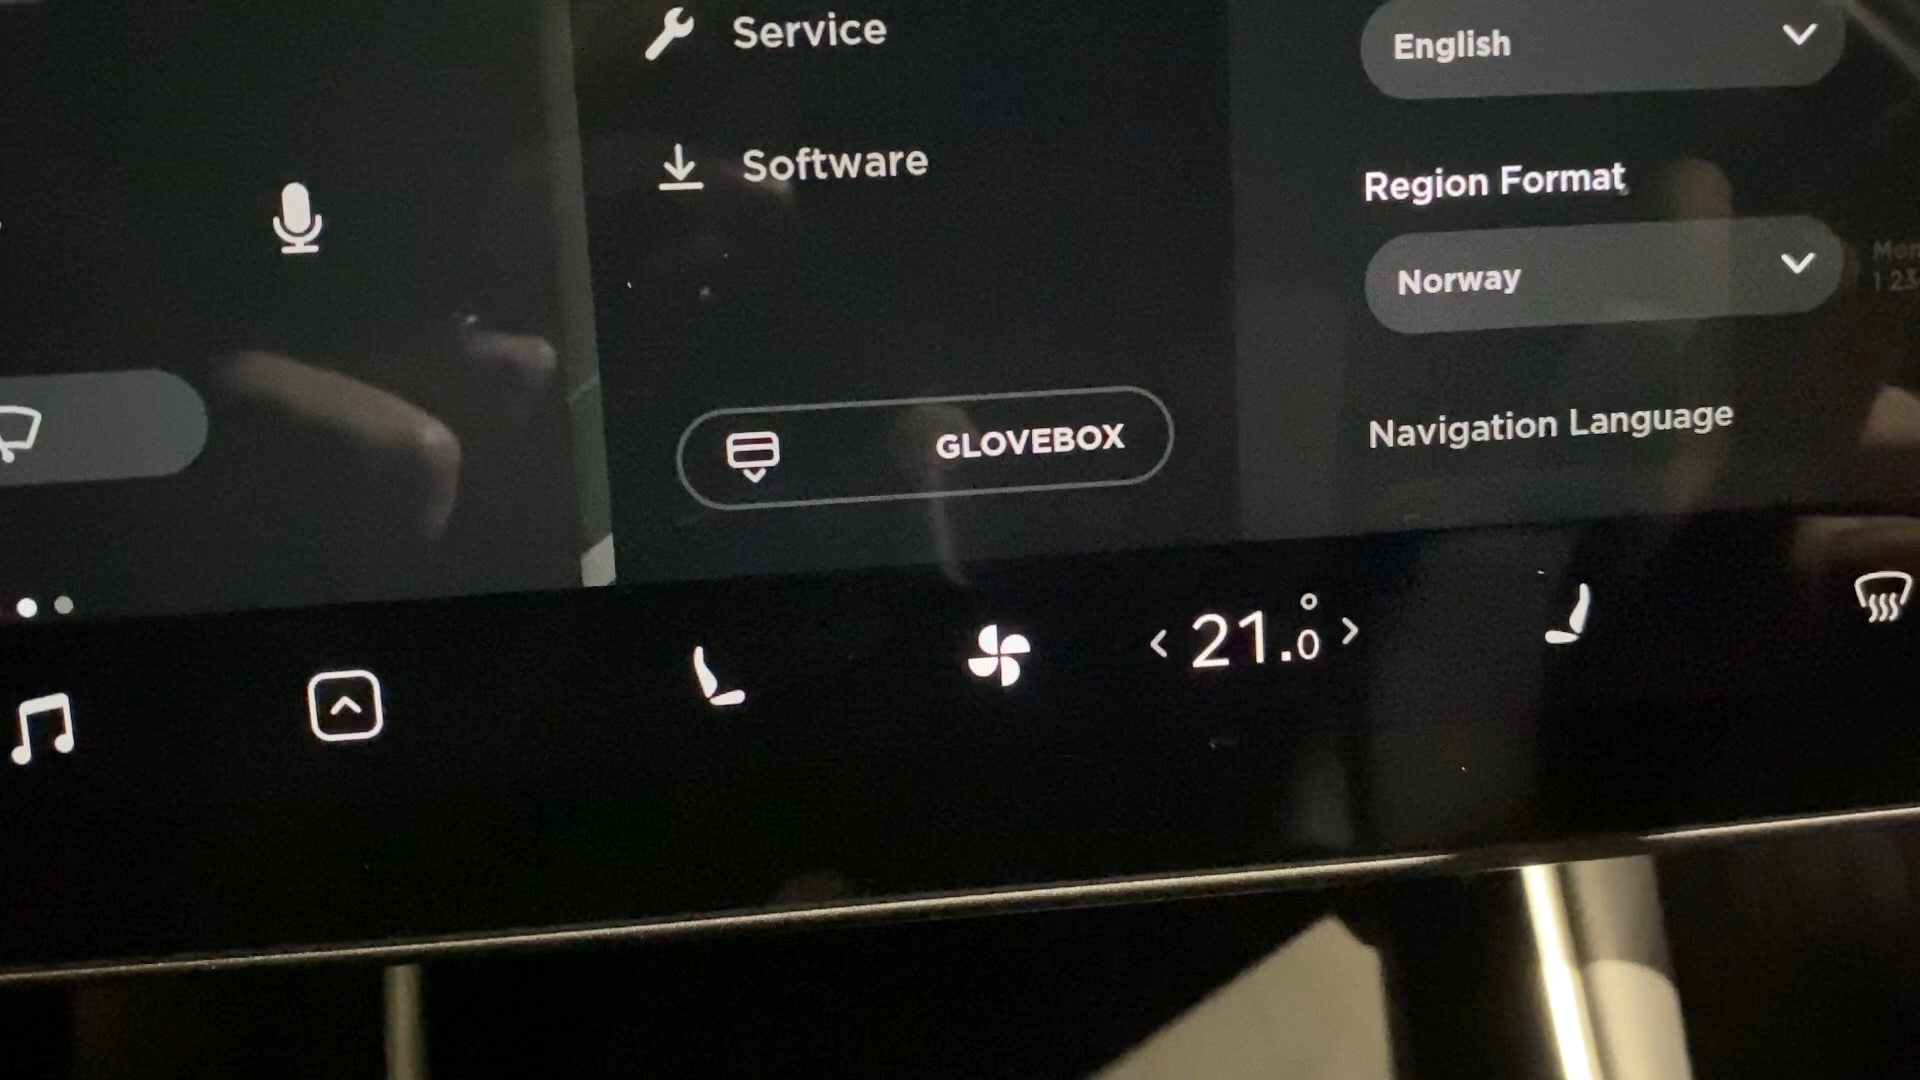 Service
English
Software
Region Format
Norway
GLOVEBOX
Navigation Language
21.0°